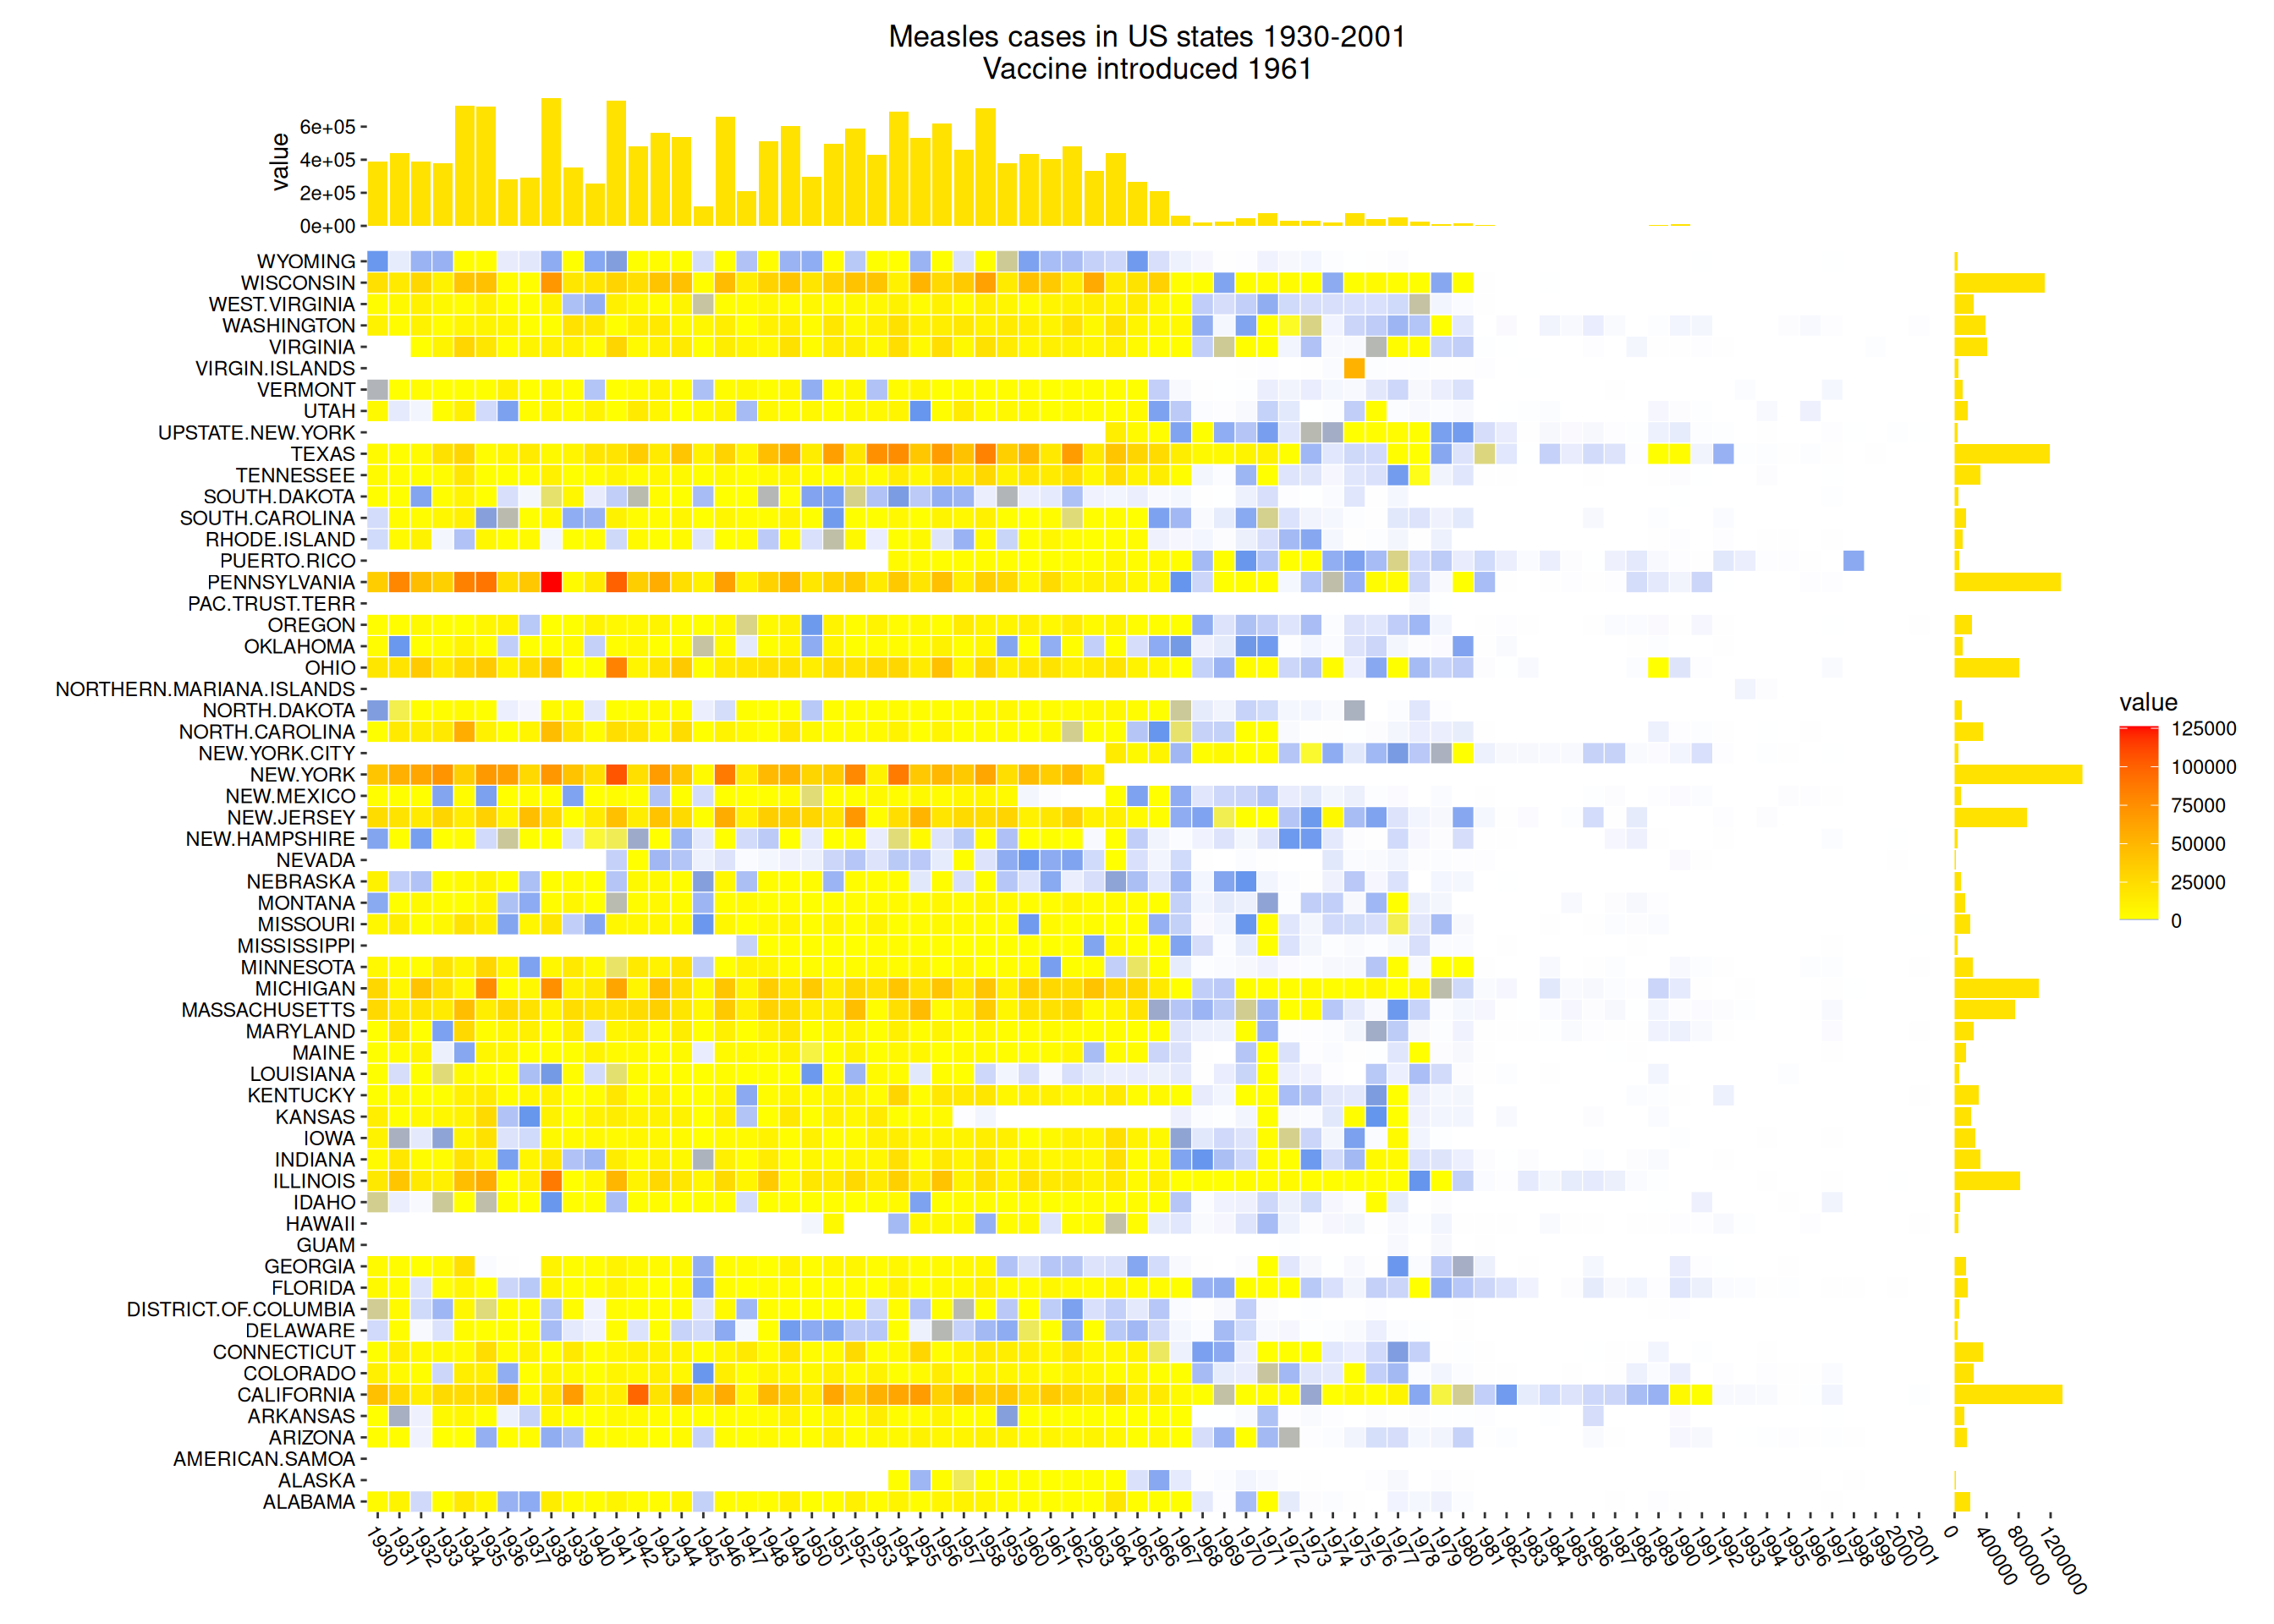 Measles cases in US states 1930-2001
Vaccine introduced 1961
value
6e+05
4e+05
2e+05
0e+00
WYOMING
WISCONSIN
WEST.VIRGINIA
WASHINGTON
VIRGINIA
VIRGIN.ISLANDS
VERMONT
UTAH
UPSTATE.NEW.YORK
TEXAS
TENNESSEE
SOUTH.DAKOTA
SOUTH.CAROLINA
RHODE.ISLAND
PUERTO.RICO
PENNSYLVANIA
PAC.TRUST.TERR
OREGON
OKLAHOMA
OHIO
NORTHERN.MARIANA.ISLANDS
NORTH.DAKOTA
NORTH.CAROLINA
NEW.YORK.CITY
NEW.YORK
NEW.MEXICO
NEW.JERSEY
NEW.HAMPSHIRE
NEVADA
NEBRASKA
MONTANA
MISSOURI
MISSISSIPPI
MINNESOTA
MICHIGAN
MASSACHUSETTS
MARYLAND
MAINE
LOUISIANA
KENTUCKY
KANSAS
IOWA
INDIANA
ILLINOIS
IDAHO
HAWAII
GUAM
GEORGIA
FLORIDA
DISTRICT.OF.COLUMBIA
DELAWARE
CONNECTICUT
COLORADO
CALIFORNIA
ARKANSAS
ARIZONA
AMERICAN.SAMOA
ALASKA
ALABAMA
1930 1931 1932 1933 1934 1935 1936 1937 1938 1939 1940 1941 1942 1943 1944 1945 1946 1947 1948 1949 1950 1951 1952 1953 1954 1955 1956 1957 1958 1959 1960 1961 1962 1963 1964 1965 1966 1967 1968 1969 1970 1971 1972 1973 1974 1975 1976 1977 1978 1979 1980 1981 1982 1983 1984 1985 1986 1987 1988 1989 1990 1991 1992 1993 1994 1995 1996 1997 1998 1999 2000 2001
0 400000 800000 1200000
value
125000
100000
75000
50000
25000
0